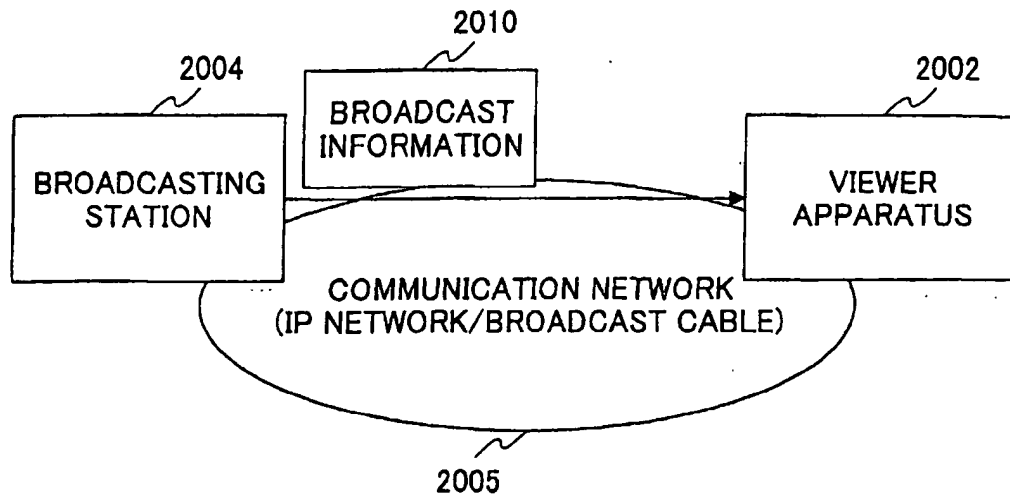 2010
2004
2002
BROADCAST
INFORMATION
BROADCASTING
STATION
VIEWER
APPARATUS
COMMUNICATION NETWORK
(IP NETWORK/BROADCAST CABLE)
2005